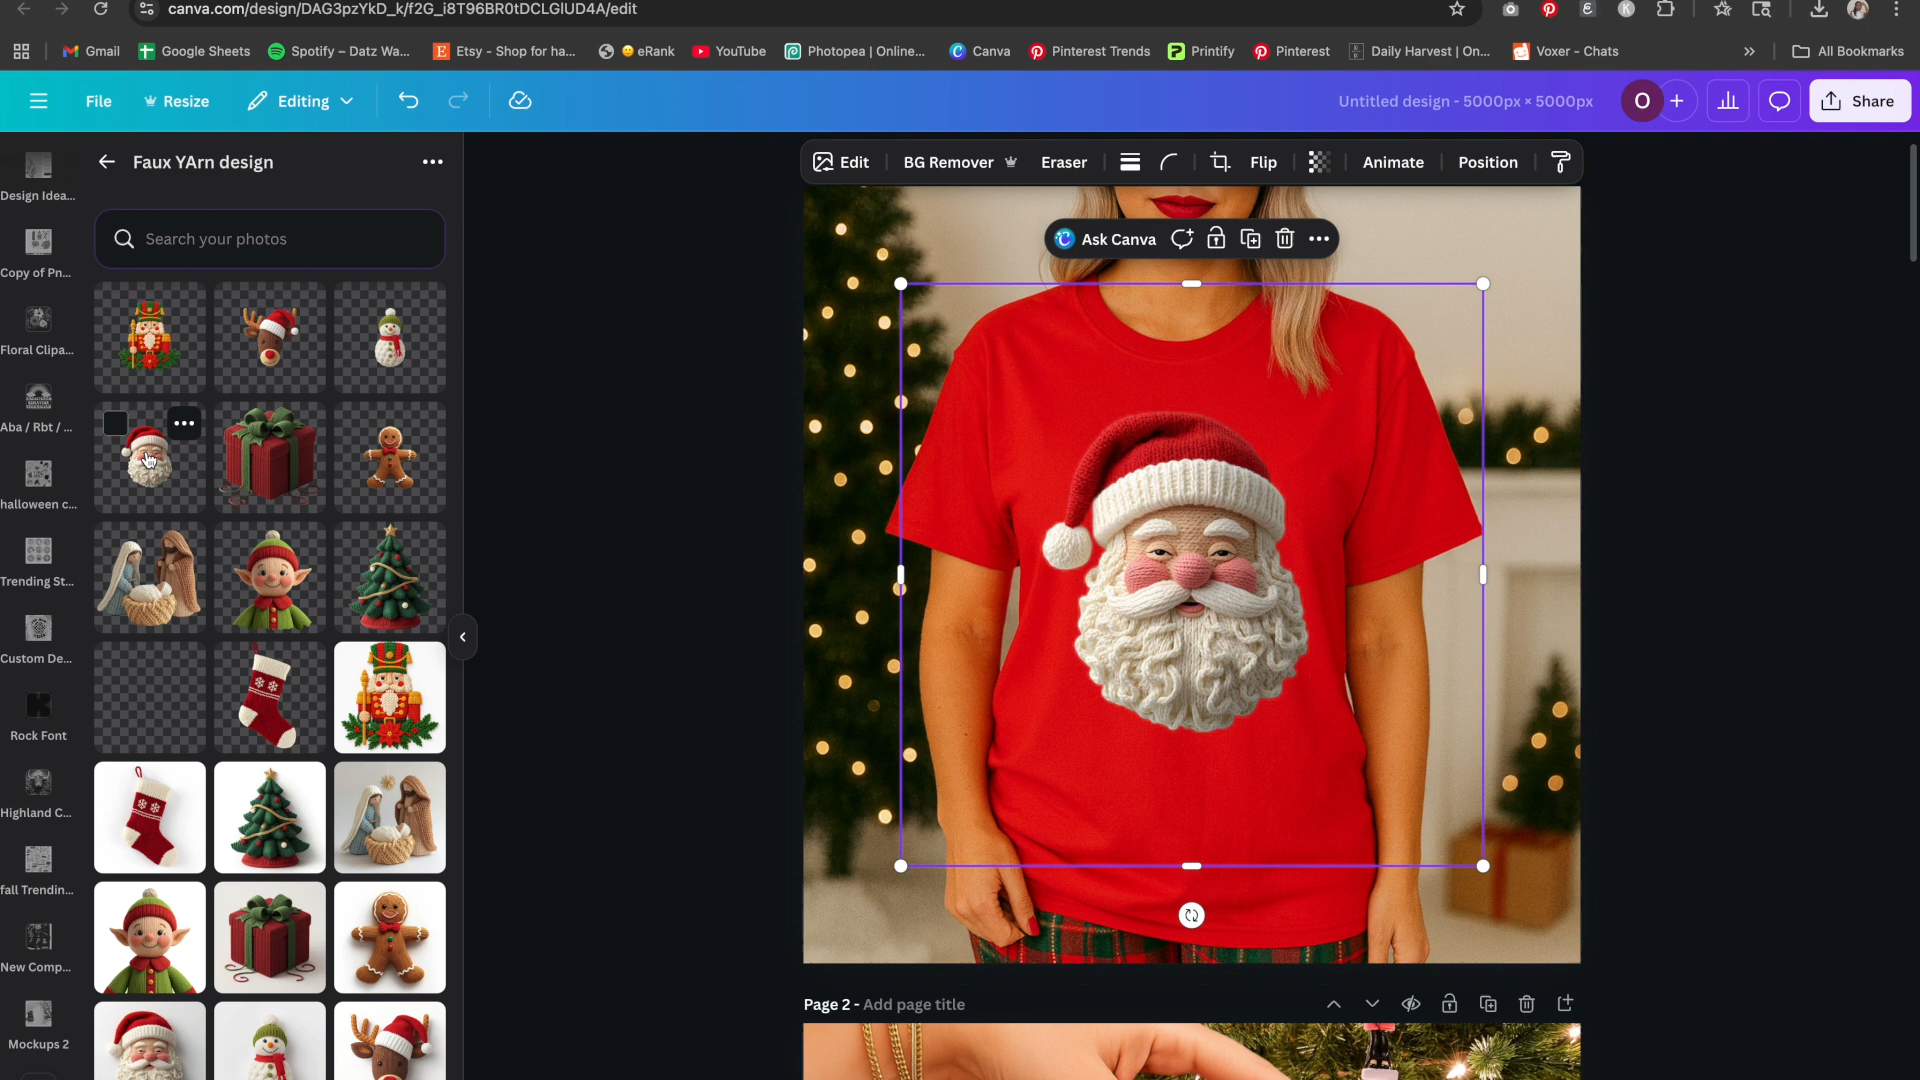 canva.com/design/DAG3pzYkD_k/f2G_i8T96BR0tDCLGlUD4A/edit
Gmail
Google Sheets
Spotify – Datz Wa...
Etsy - Shop for ha...
eRank
YouTube
Photopea | Online...
Canva
Pinterest Trends
Printify
Pinterest
Daily Harvest | On...
Voxer - Chats
All Bookmarks
File
Resize
Editing
Untitled design - 5000px × 5000px
O
Share
Faux YArn design
Edit
BG Remover
Eraser
Flip
Animate
Position
Search your photos
Ask Canva
Design Idea...
Copy of Pn...
Floral Clipa...
Aba / Rbt / ...
halloween c...
Trending St...
Custom De...
Rock Font
Highland C...
fall Trendin...
New Comp...
Mockups 2
Page 2 - Add page title